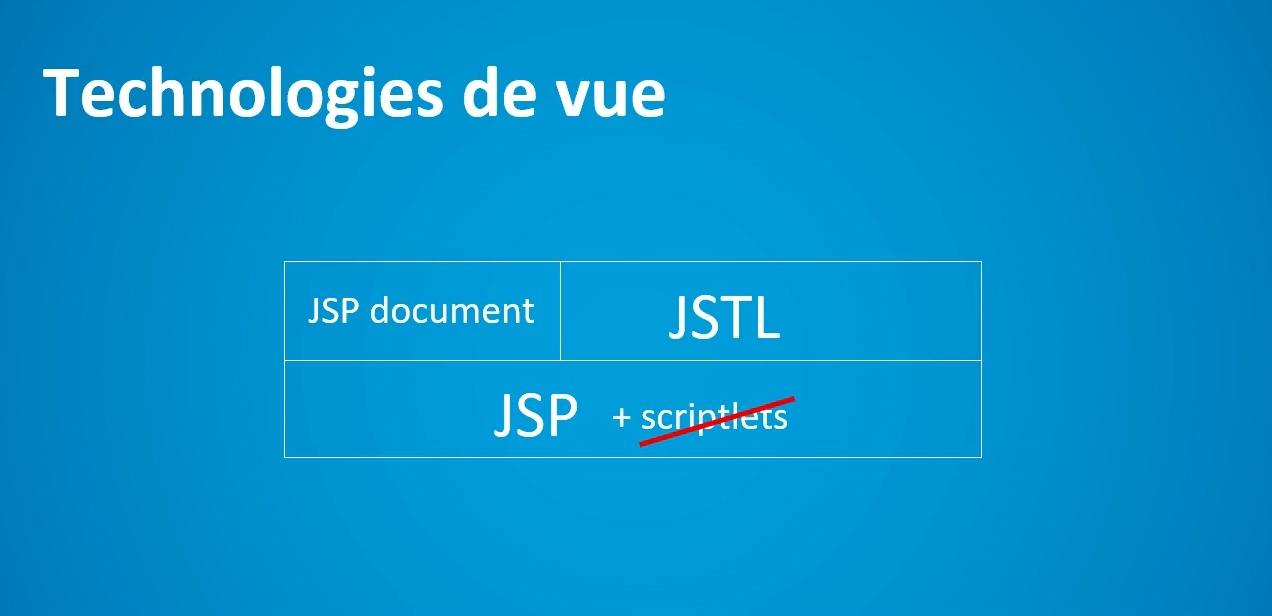 Technologies de vue
JSP document
JSTL
JSP + scriptlets